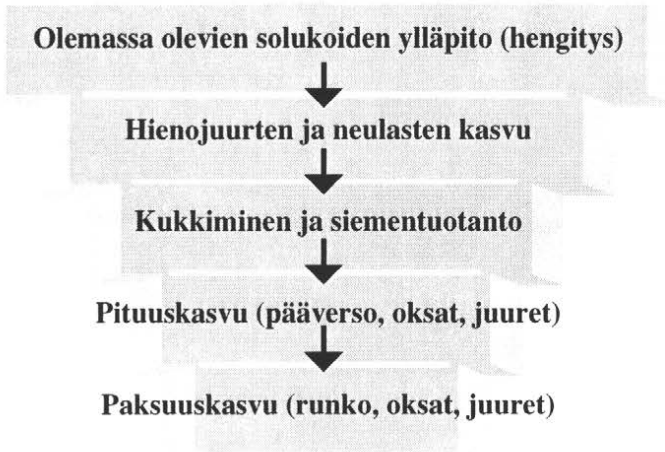 Olemassa olevien solukoiden ylläpito (hengitys)
Hienojuurten ja neulasten kasvu
Kukkiminen ja siementuotanto
Pituuskasvu (pääverso, oksat, juuret)
Paksuuskasvu (runko, oksat, juuret)